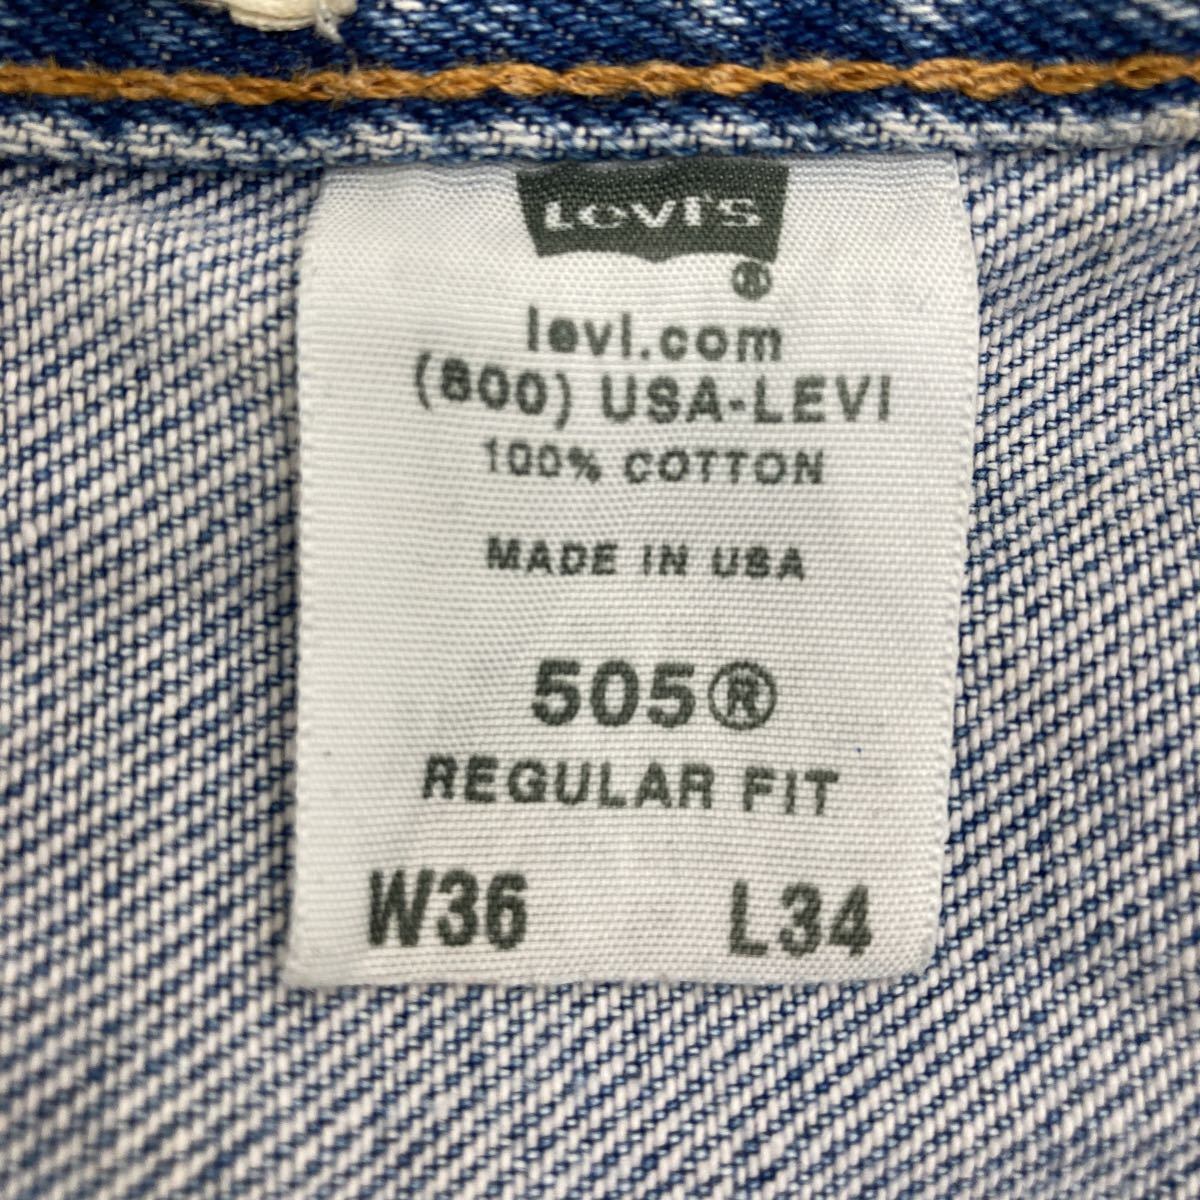 LEVI'S
®
levi.com
(800) USA-LEVI
100% COTTON
MADE IN USA
505®
REGULAR FIT
W36 L34